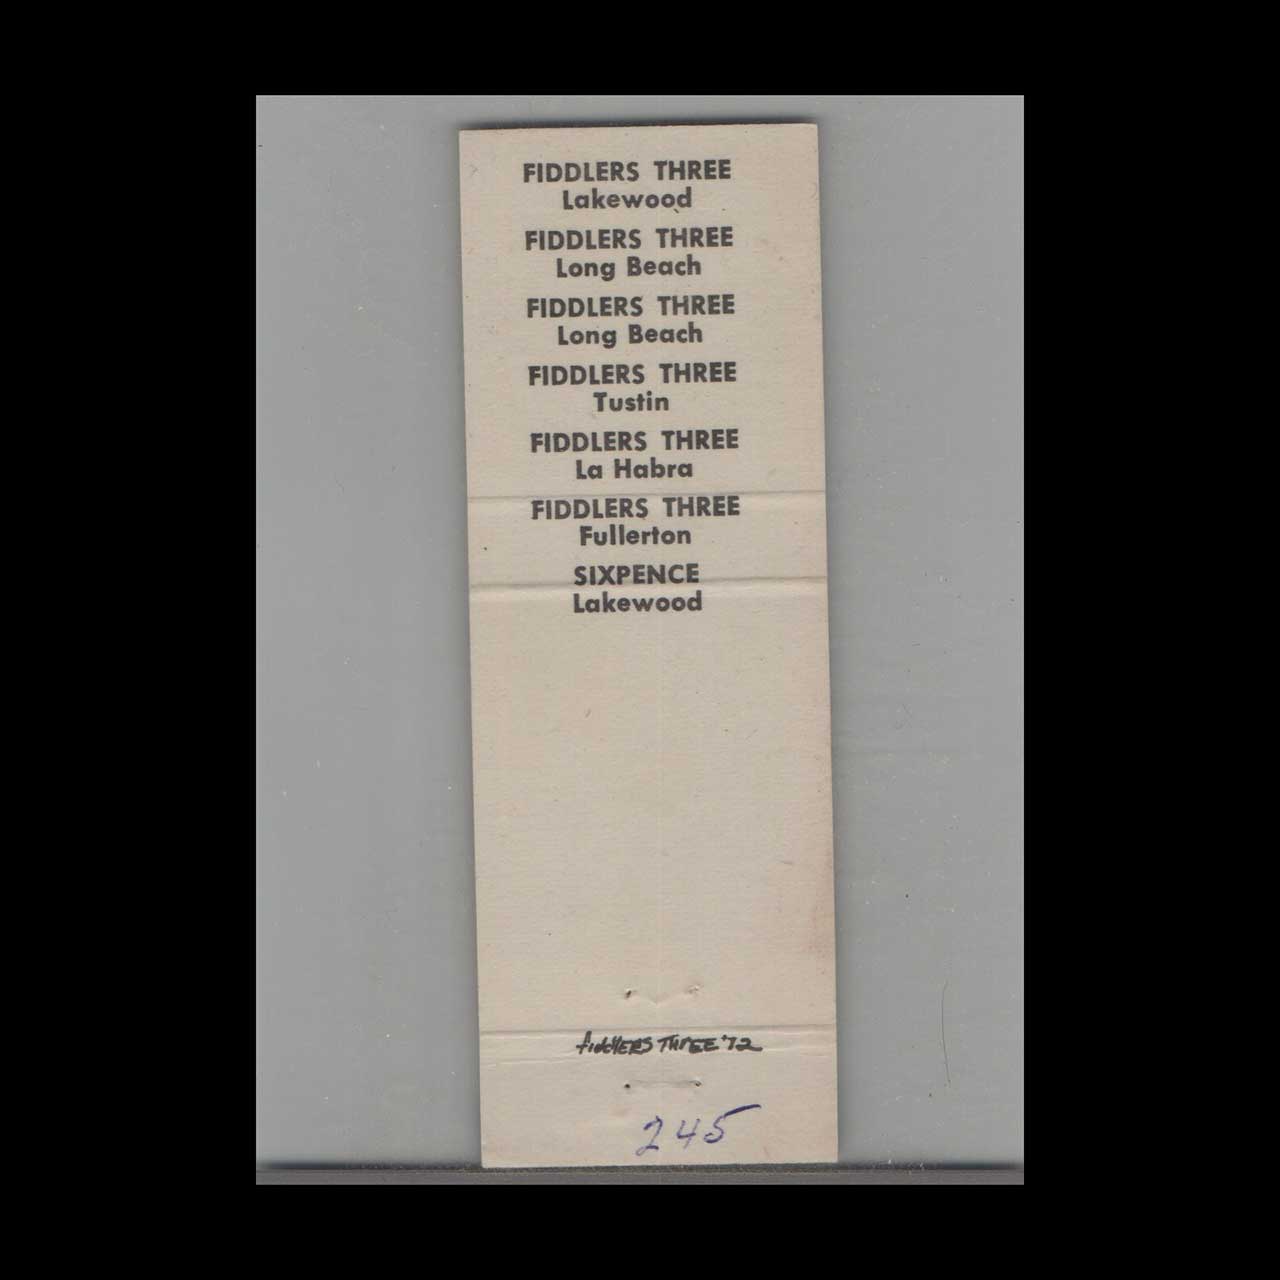 FIDDLERS THREE
Lakewood
FIDDLERS THREE
Long Beach
FIDDLERS THREE
Long Beach
FIDDLERS THREE
Tustin
FIDDLERS THREE
La Habra
FIDDLERS THREE
Fullerton
SIXPENCE
Lakewood
fiddlERS THrEE '72
245